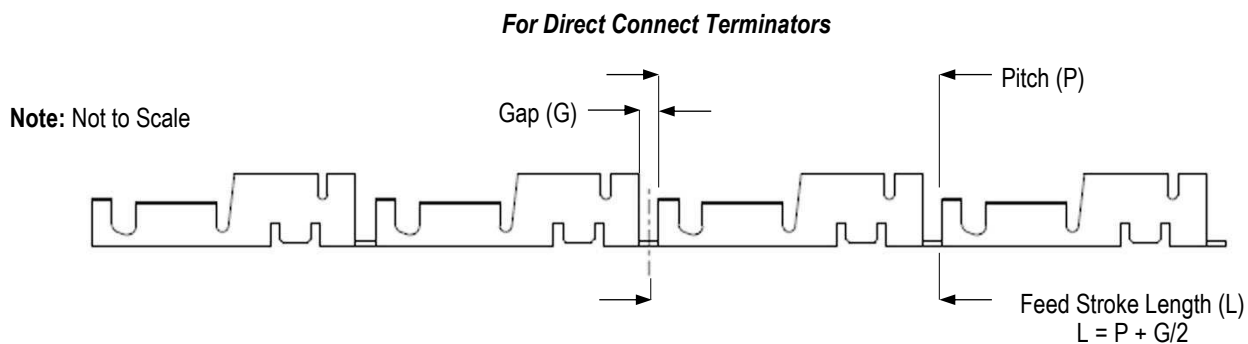 For Direct Connect Terminators
Pitch (P)
Gap (G)
Note: Not to Scale
Feed Stroke Length (L)
L = P + G/2